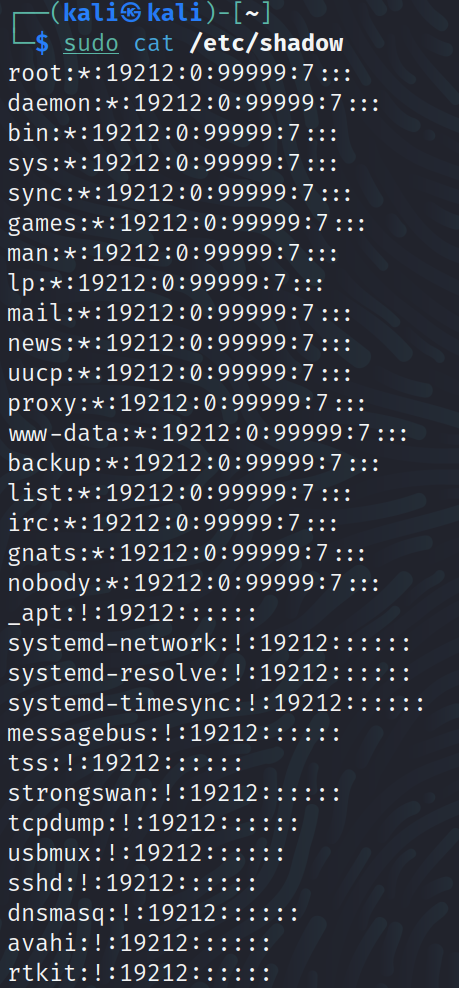 ┌──(kali㉿kali)-[~]
└─$ sudo cat /etc/shadow
root:*:19212:0:99999:7:::
daemon:*:19212:0:99999:7:::
bin:*:19212:0:99999:7:::
sys:*:19212:0:99999:7:::
sync:*:19212:0:99999:7:::
games:*:19212:0:99999:7:::
man:*:19212:0:99999:7:::
lp:*:19212:0:99999:7:::
mail:*:19212:0:99999:7:::
news:*:19212:0:99999:7:::
uucp:*:19212:0:99999:7:::
proxy:*:19212:0:99999:7:::
www-data:*:19212:0:99999:7:::
backup:*:19212:0:99999:7:::
list:*:19212:0:99999:7:::
irc:*:19212:0:99999:7:::
gnats:*:19212:0:99999:7:::
nobody:*:19212:0:99999:7:::
_apt:!:19212::::::
systemd-network:!:19212::::::
systemd-resolve:!:19212::::::
systemd-timesync:!:19212::::::
messagebus:!:19212::::::
tss:!:19212::::::
strongswan:!:19212::::::
tcpdump:!:19212::::::
usbmux:!:19212::::::
sshd:!:19212::::::
dnsmasq:!:19212::::::
avahi:!:19212::::::
rtkit:!:19212::::::